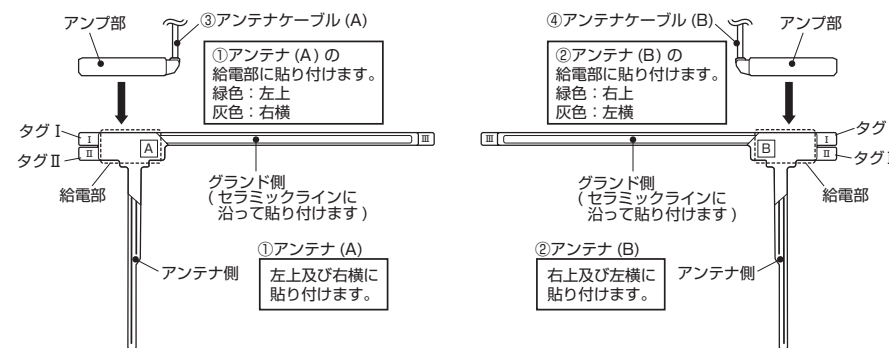 アンプ部
③アンテナケーブル (A)
①アンテナ (A) の
給電部に貼り付けます。
緑色：左上
灰色：右横
タグ Ⅰ
タグ Ⅱ
Ⅰ
Ⅱ
A
Ⅲ
給電部
グランド側
( セラミックラインに
沿って貼り付けます )
アンテナ側
①アンテナ (A)
左上及び右横に
貼り付けます。
④アンテナケーブル (B)
アンプ部
②アンテナ (B) の
給電部に貼り付けます。
緑色：右上
灰色：左横
Ⅲ
B
Ⅰ
Ⅱ
タグ
タグ
給電部
グランド側
( セラミックラインに
沿って貼り付けます )
②アンテナ (B)
右上及び左横に
貼り付けます。
アンテナ側